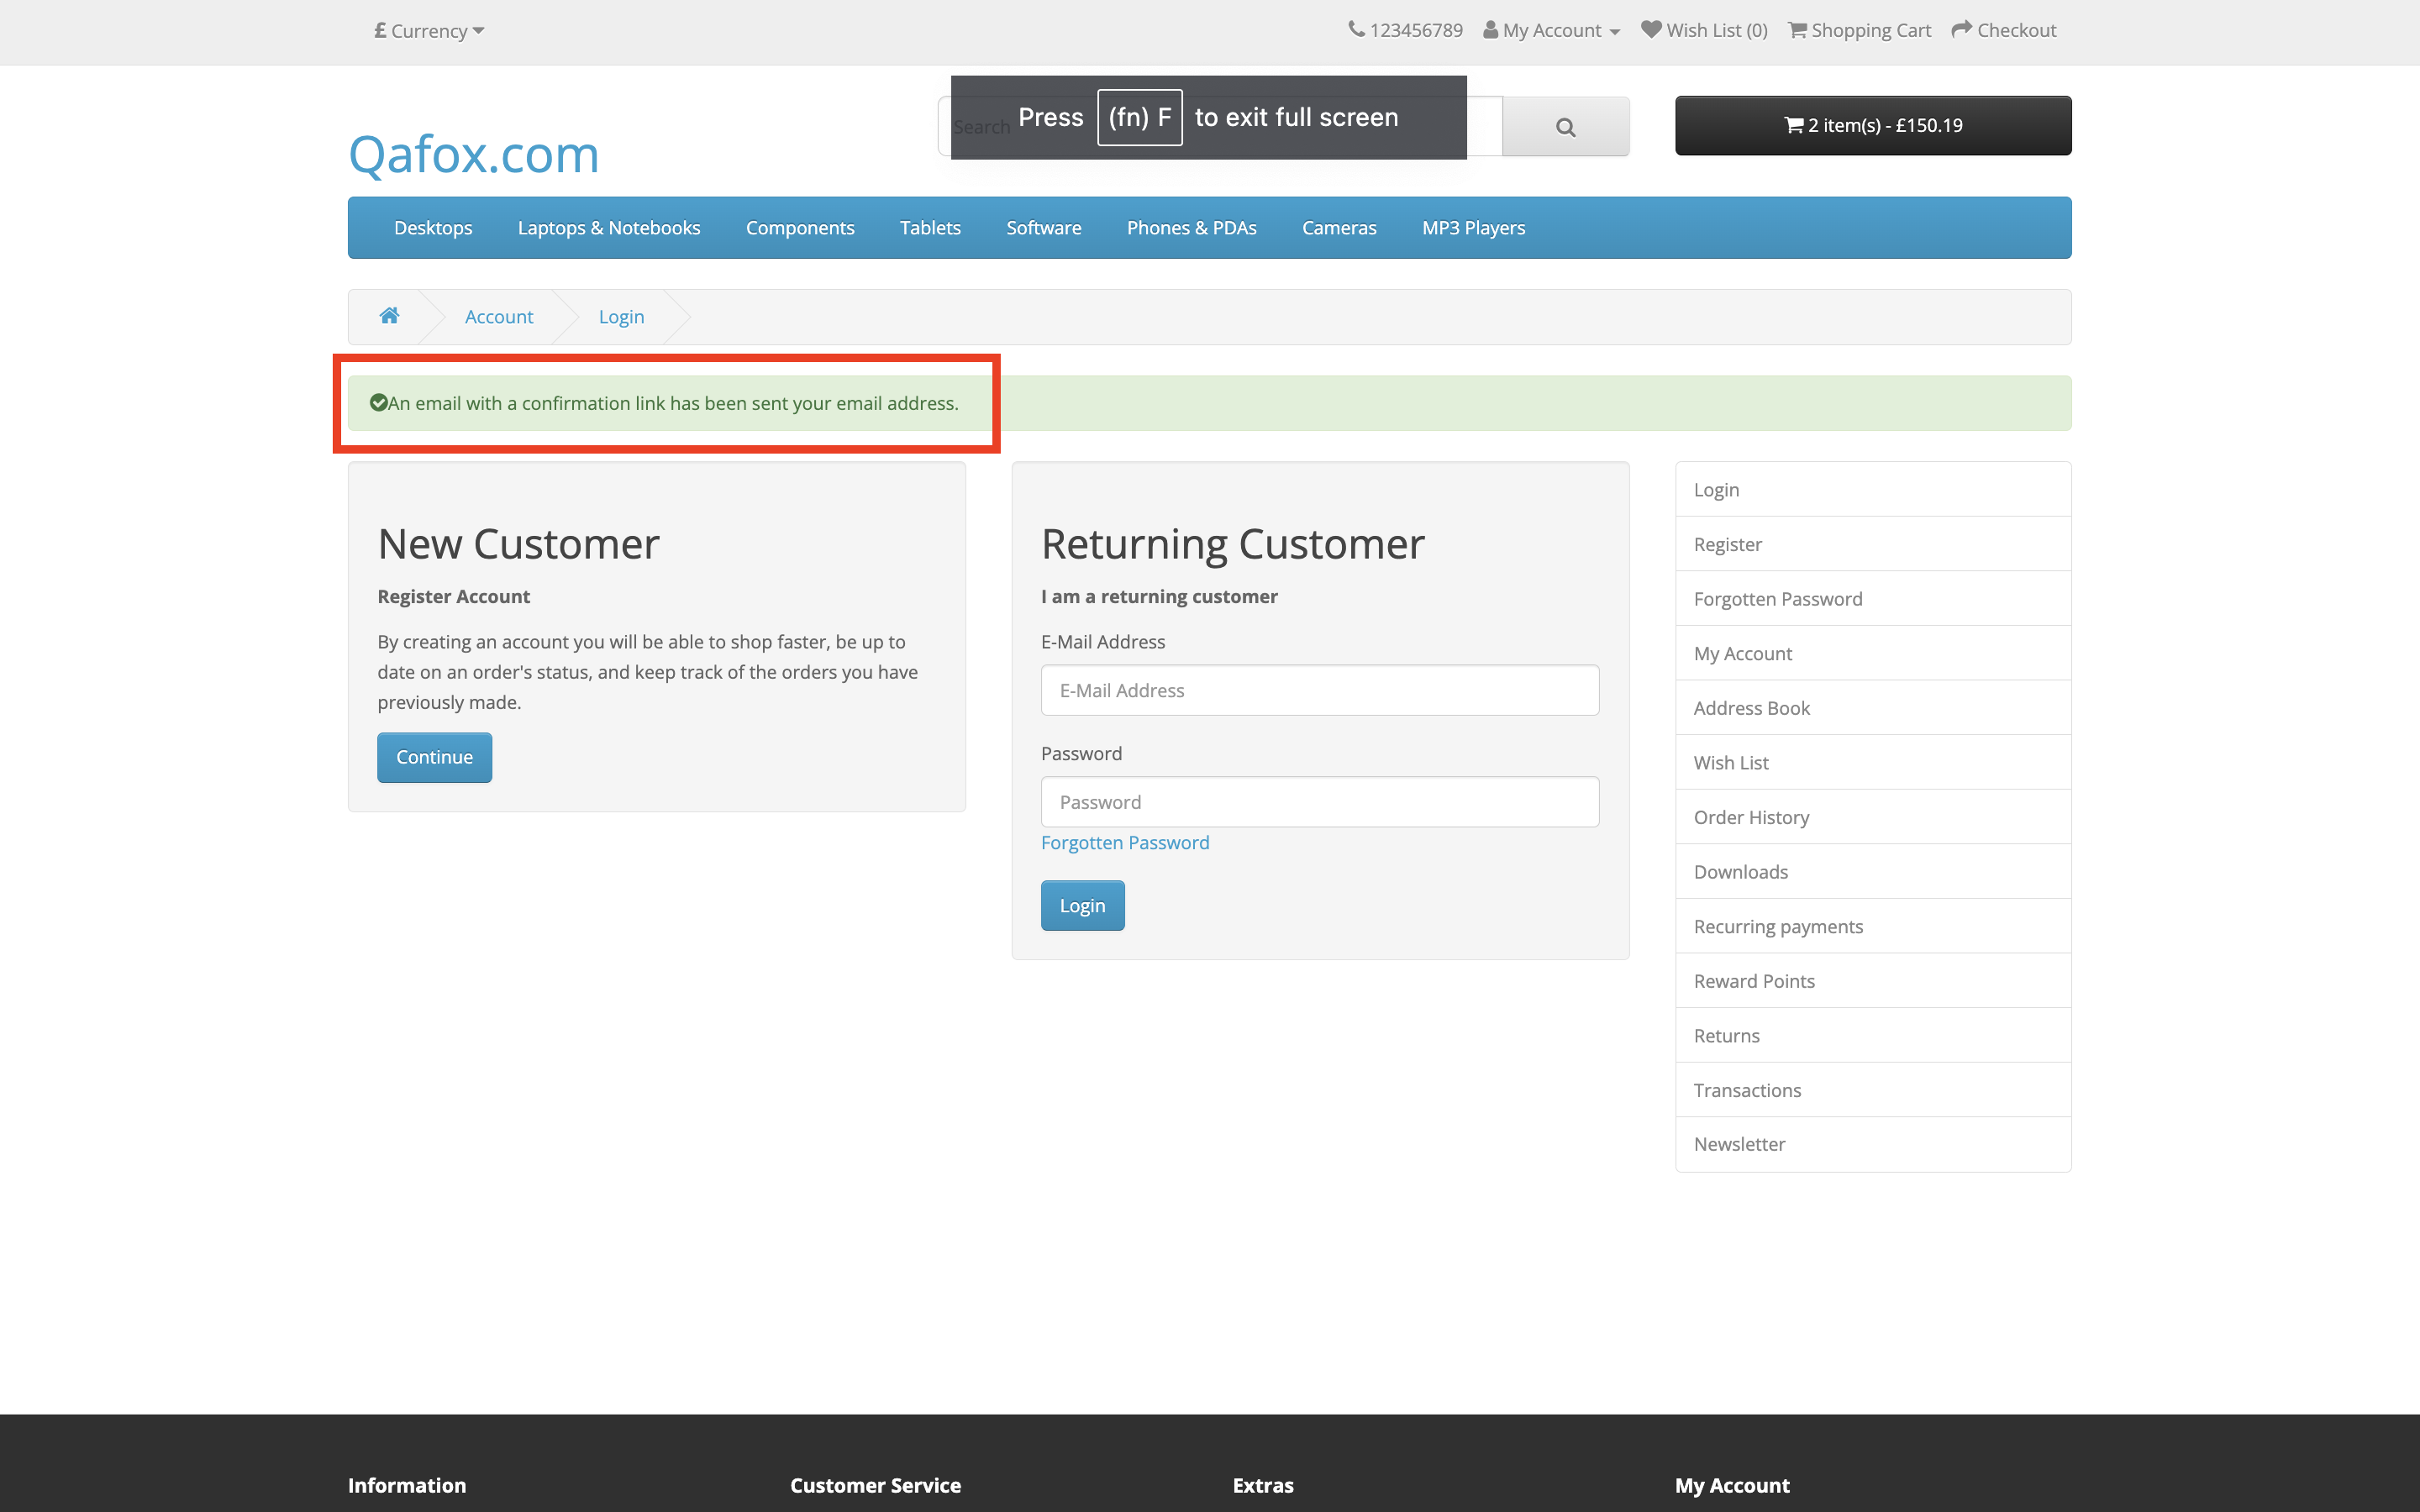 £ Currency
123456789 My Account Wish List (0) Shopping Cart Checkout
Press (fn) F to exit full screen
Search
2 item(s) - £150.19
Qafox.com
Desktops Laptops & Notebooks Components Tablets Software Phones & PDAs Cameras MP3 Players
Account Login
An email with a confirmation link has been sent your email address.
New Customer
Register Account
By creating an account you will be able to shop faster, be up to
date on an order's status, and keep track of the orders you have
previously made.
Continue
Returning Customer
I am a returning customer
E-Mail Address
E-Mail Address
Password
Password
Forgotten Password
Login
Login
Register
Forgotten Password
My Account
Address Book
Wish List
Order History
Downloads
Recurring payments
Reward Points
Returns
Transactions
Newsletter
Information Customer Service Extras My Account